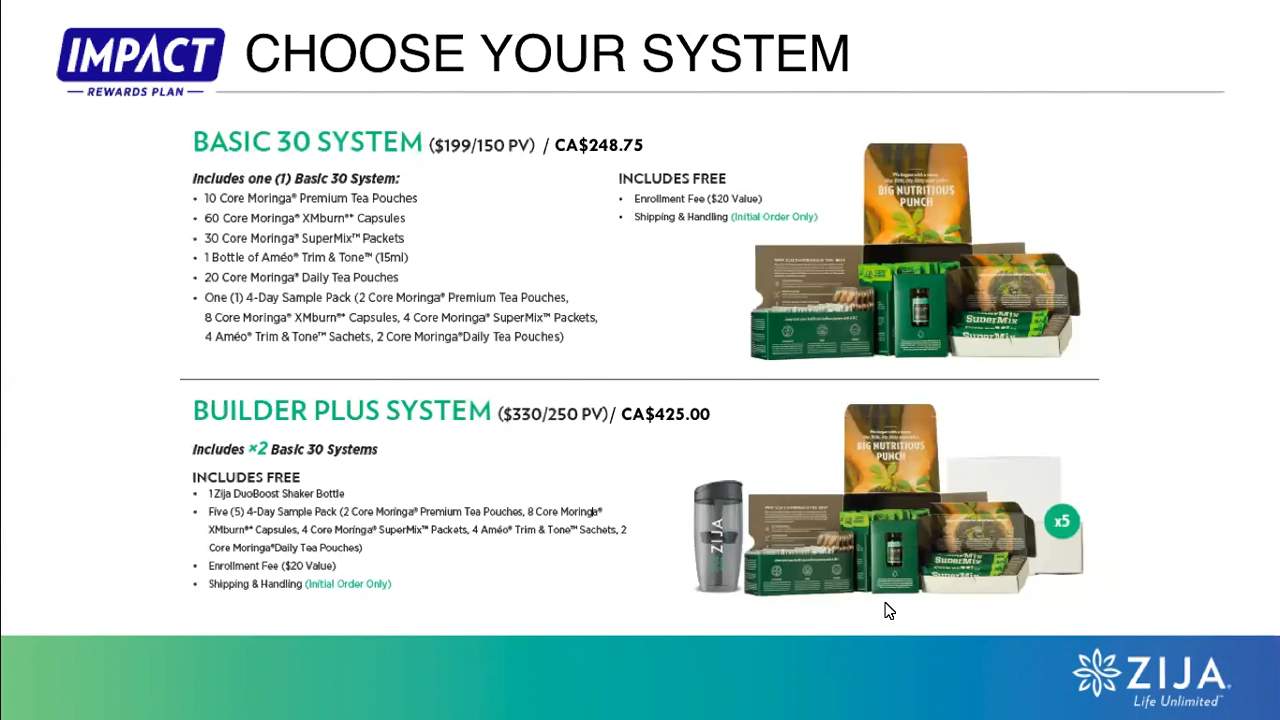 IMPACT
REWARDS PLAN
CHOOSE YOUR SYSTEM
BASIC 30 SYSTEM ($199/150 PV) / CA$248.75
Includes one (1) Basic 30 System:
• 10 Core Moringa® Premium Tea Pouches
• 60 Core Moringa® XMburn®* Capsules
• 30 Core Moringa® SuperMix™ Packets
• 1 Bottle of Améo® Trim & Tone™ (15ml)
• 20 Core Moringa® Daily Tea Pouches
• One (1) 4-Day Sample Pack (2 Core Moringa® Premium Tea Pouches,
8 Core Moringa® XMburn®* Capsules, 4 Core Moringa® SuperMix™ Packets,
4 Améo® Trim & Tone™ Sachets, 2 Core Moringa®Daily Tea Pouches)
INCLUDES FREE
• Enrollment Fee ($20 Value)
• Shipping & Handling (Initial Order Only)
BIG NUTRITIOUS
PUNCH
SUPERMIX
SUPERMIX
BUILDER PLUS SYSTEM ($330/250 PV)/ CA$425.00
Includes ×2 Basic 30 Systems
INCLUDES FREE
• 1 Zija DuoBoost Shaker Bottle
• Five (5) 4-Day Sample Pack (2 Core Moringa® Premium Tea Pouches, 8 Core Moringa®
XMburn®* Capsules, 4 Core Moringa® SuperMix™ Packets, 4 Améo® Trim & Tone™ Sachets, 2
Core Moringa®Daily Tea Pouches)
• Enrollment Fee ($20 Value)
• Shipping & Handling (Initial Order Only)
BIG NUTRITIOUS
PUNCH
ZIJA
SUPERMIX
x5
ZIJA
Life Unlimited™